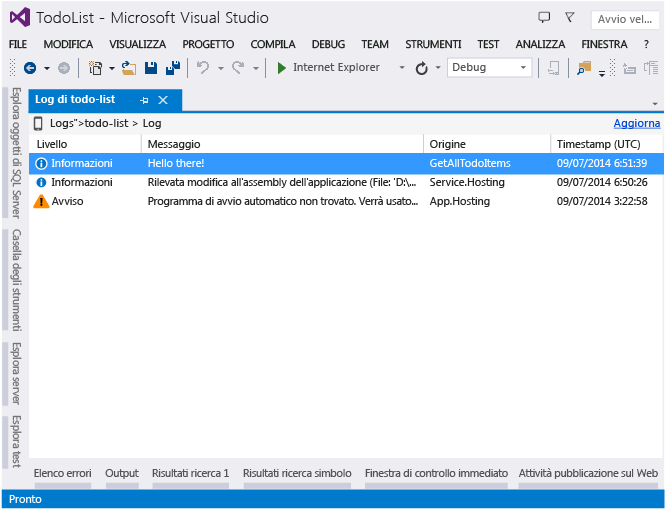 TodoList - Microsoft Visual Studio
Avvio vel...
FILE MODIFICA VISUALIZZA PROGETTO COMPILA DEBUG TEAM STRUMENTI TEST ANALIZZA FINESTRA ?
Internet Explorer Debug
Log di todo-list
Logs">todo-list > Log Aggiorna
Livello Messaggio Origine Timestamp (UTC)
Informazioni Hello there! GetAllTodoItems 09/07/2014 6:51:39
Informazioni Rilevata modifica all'assembly dell'applicazione (File: 'D:\,... Service.Hosting 09/07/2014 6:50:26
Avviso Programma di avvio automatico non trovato. Verrà usato... App.Hosting 09/07/2014 3:22:58
Esplora oggetti di SQL Server
Casella degli strumenti
Esplora server
Esplora test
Elenco errori Output Risultati ricerca 1 Risultati ricerca simbolo Finestra di controllo immediato Attività pubblicazione sul Web
Pronto